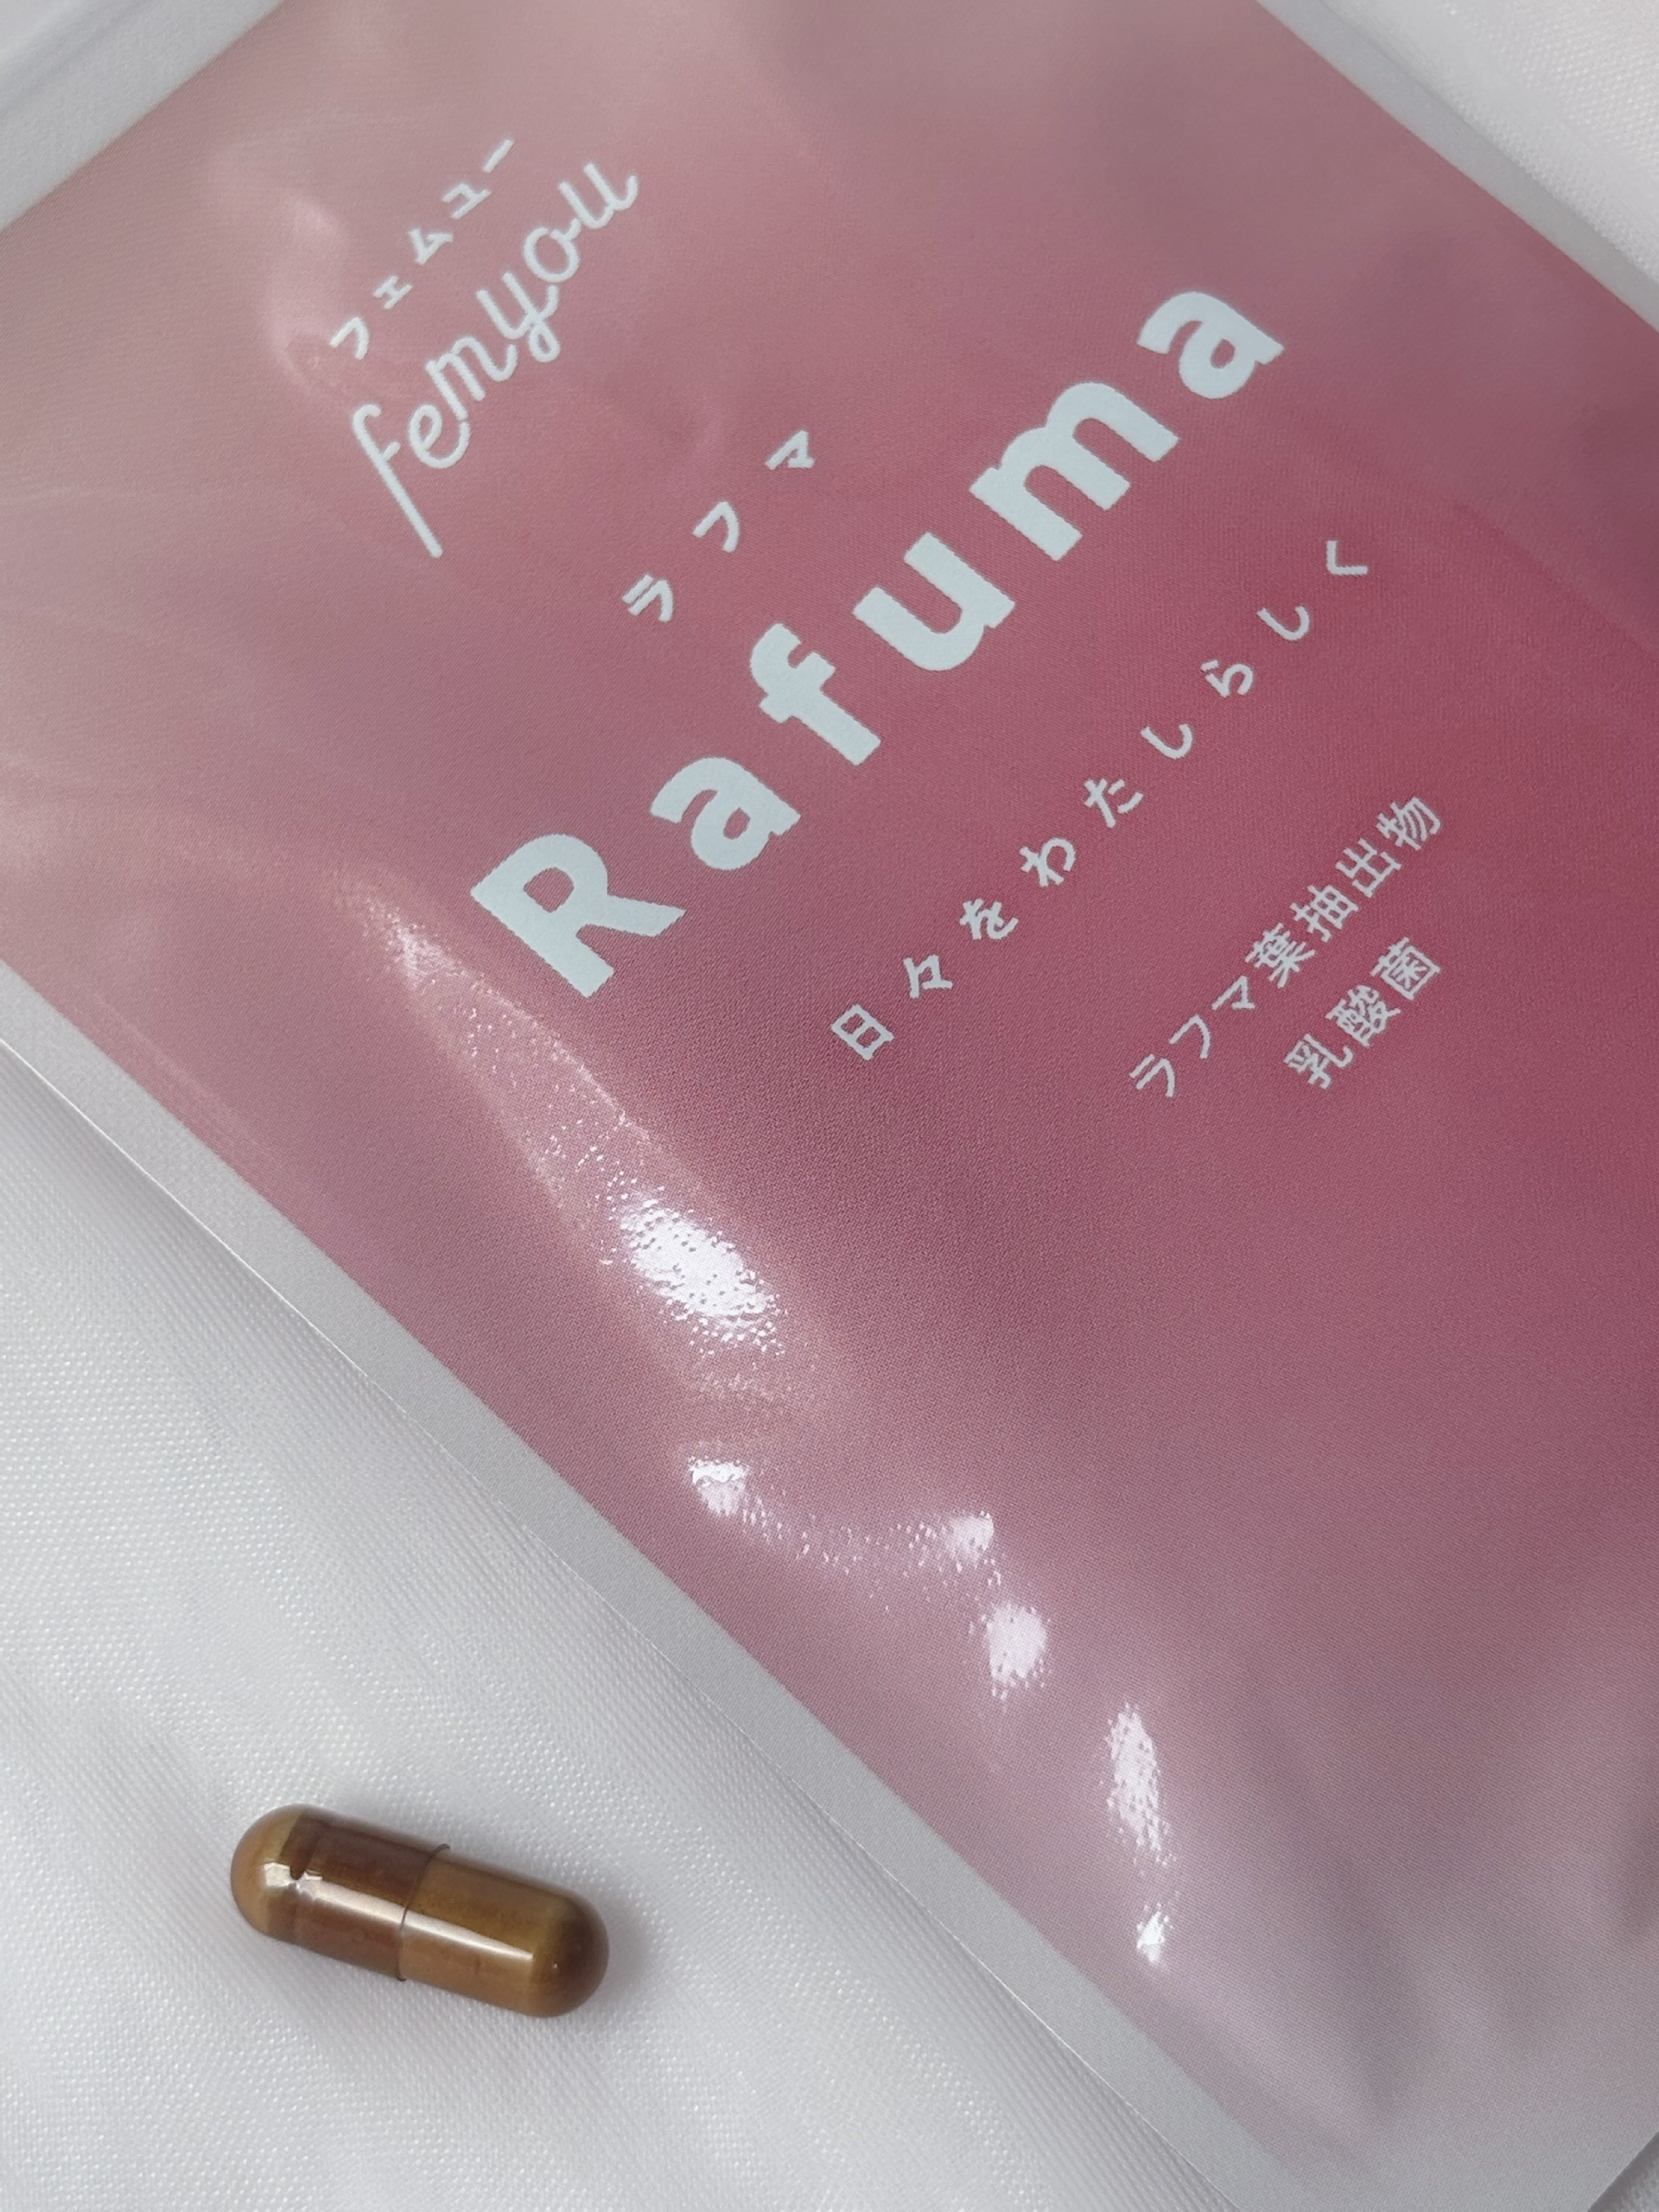 フェムユー
femyou
ラフマ
Rafuma
日々をわたしらしく
ラフマ葉抽出物
乳酸菌